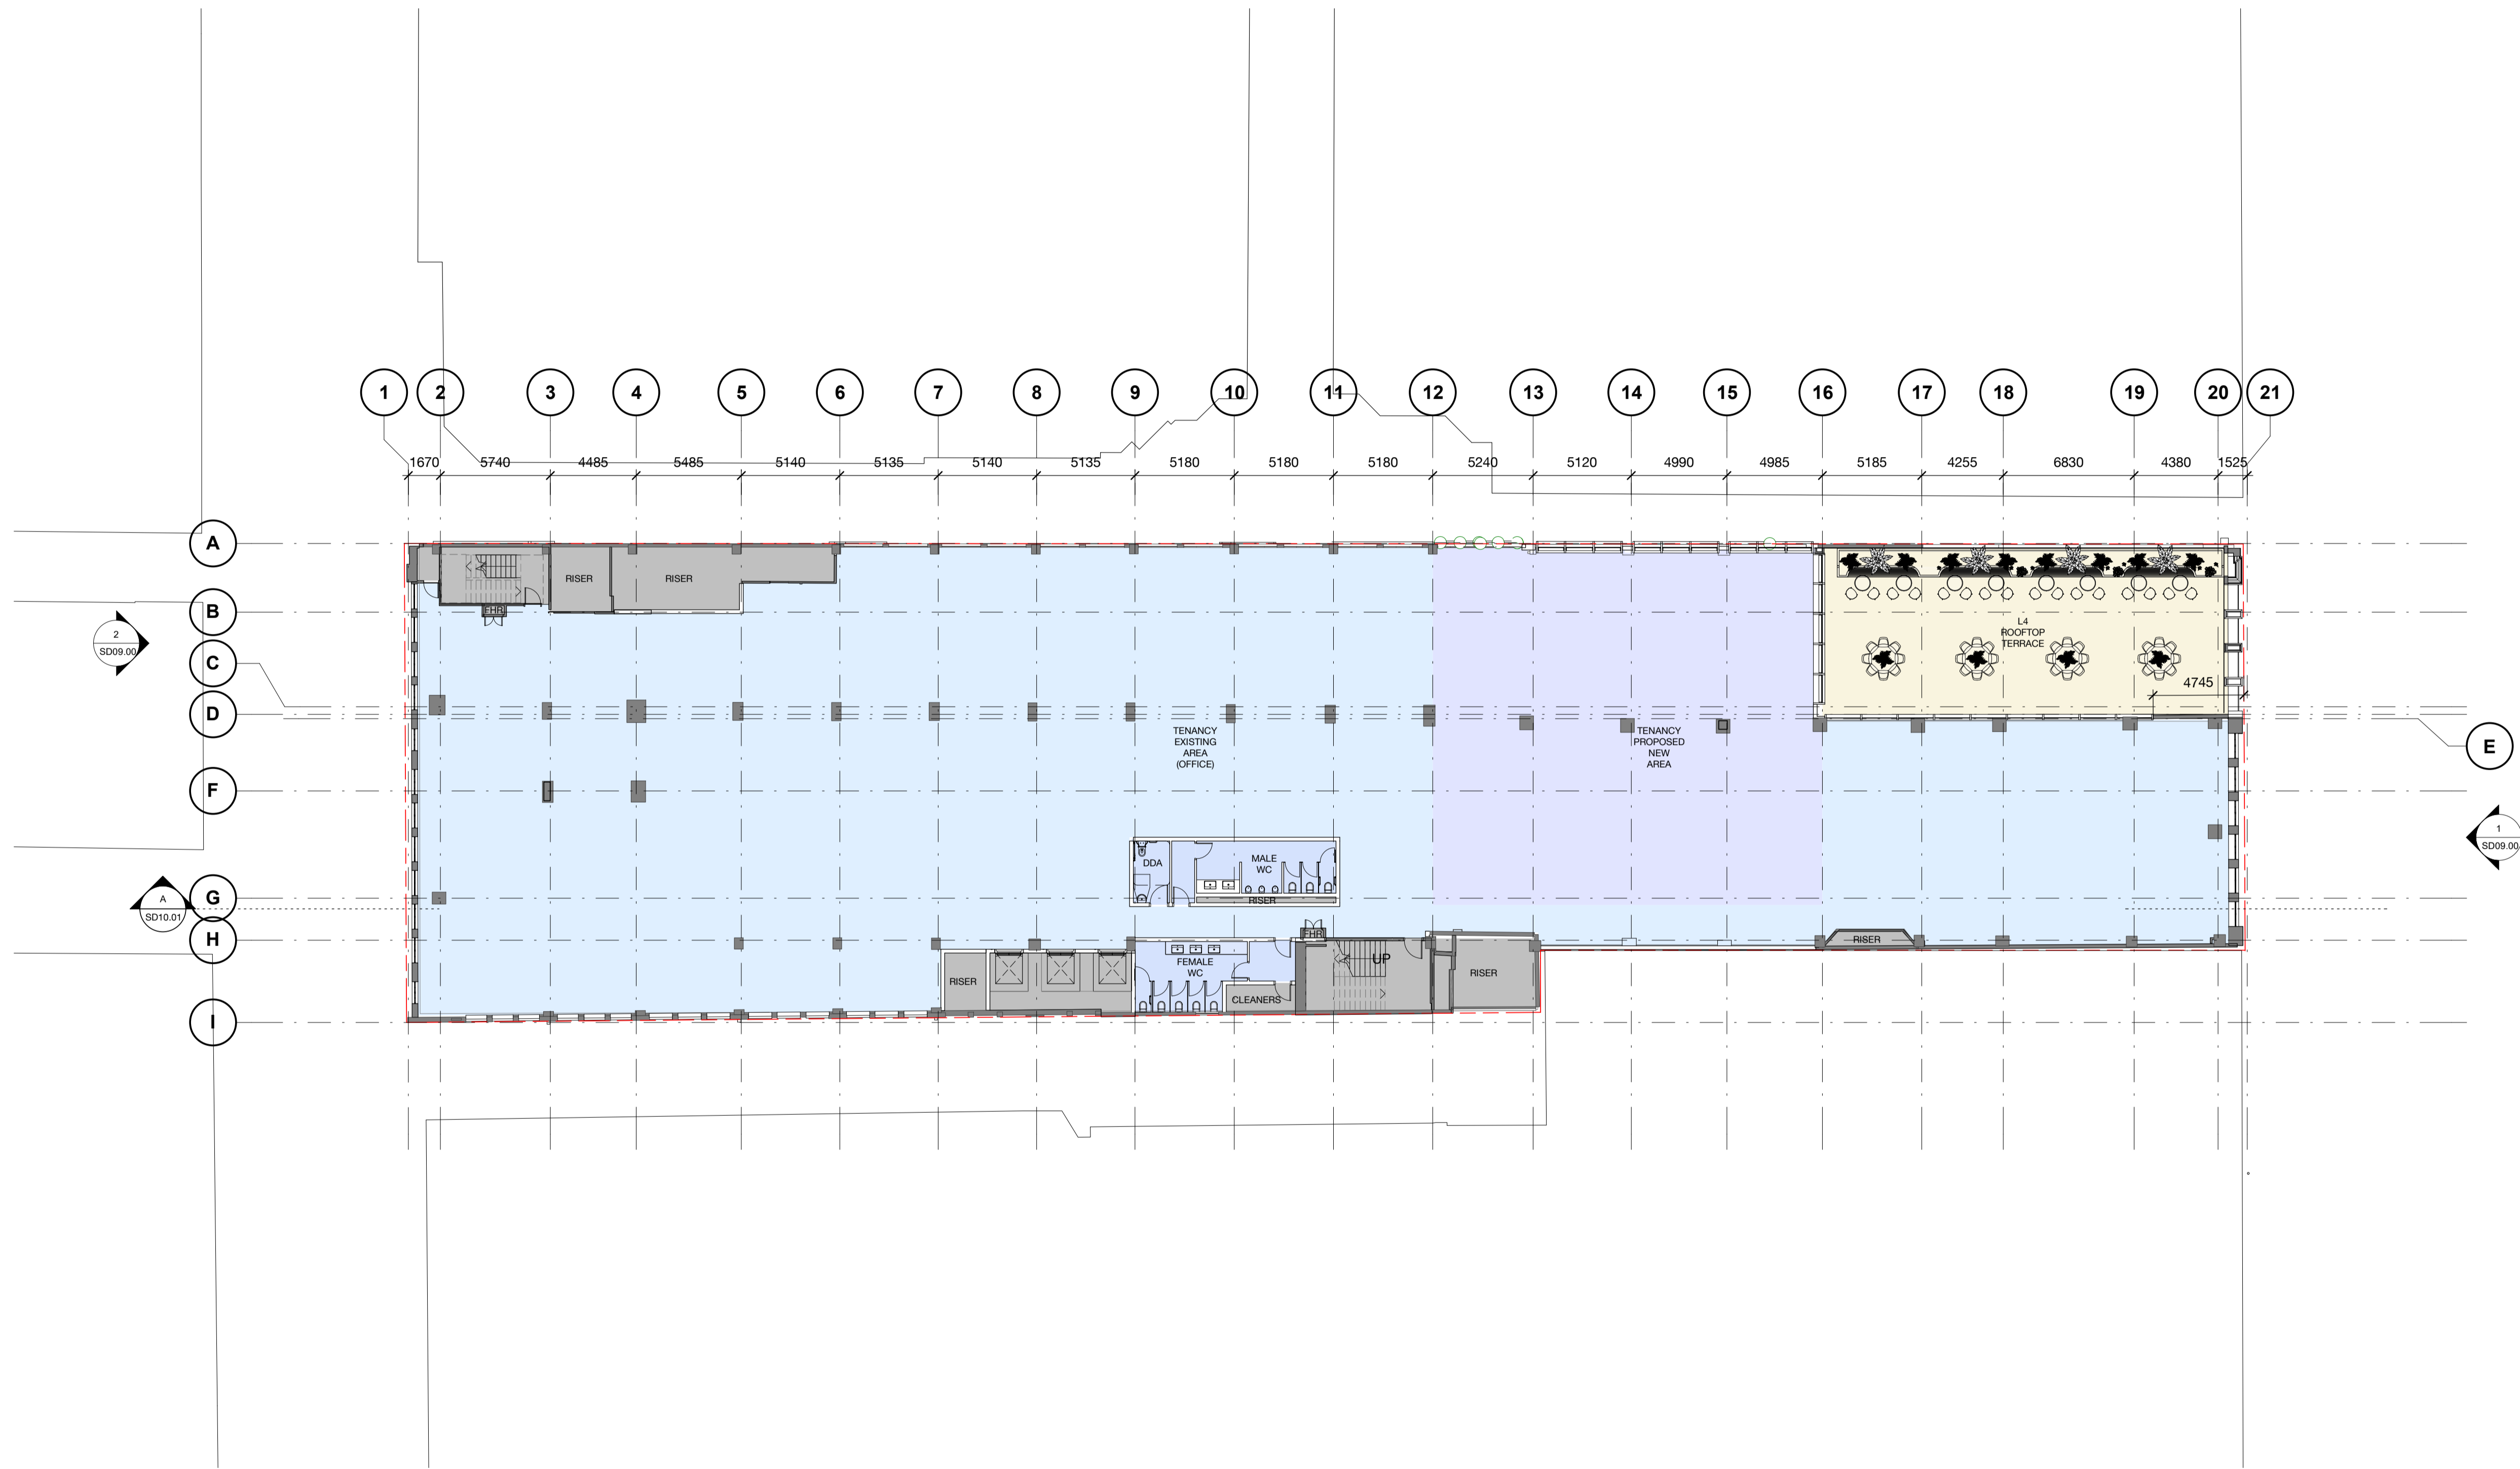 1
2
3
4
5
6
7
8
9
10
11
12
13
14
15
16
17
18
19
20
21
1670
5740
4485
5485
5140
5135
5140
5135
5180
5180
5180
5240
5120
4990
4985
5185
4255
6830
4380
1525
A
B
C
D
E
F
G
H
I
2
SD09.00
1
SD09.00
A
SD10.01
RISER
RISER
FHR
L4
ROOFTOP
TERRACE
4745
TENANCY
EXISTING
AREA
(OFFICE)
TENANCY
PROPOSED
NEW
AREA
DDA
MALE
WC
RISER
FHR
FEMALE
WC
UP
RISER
CLEANERS
RISER
RISER